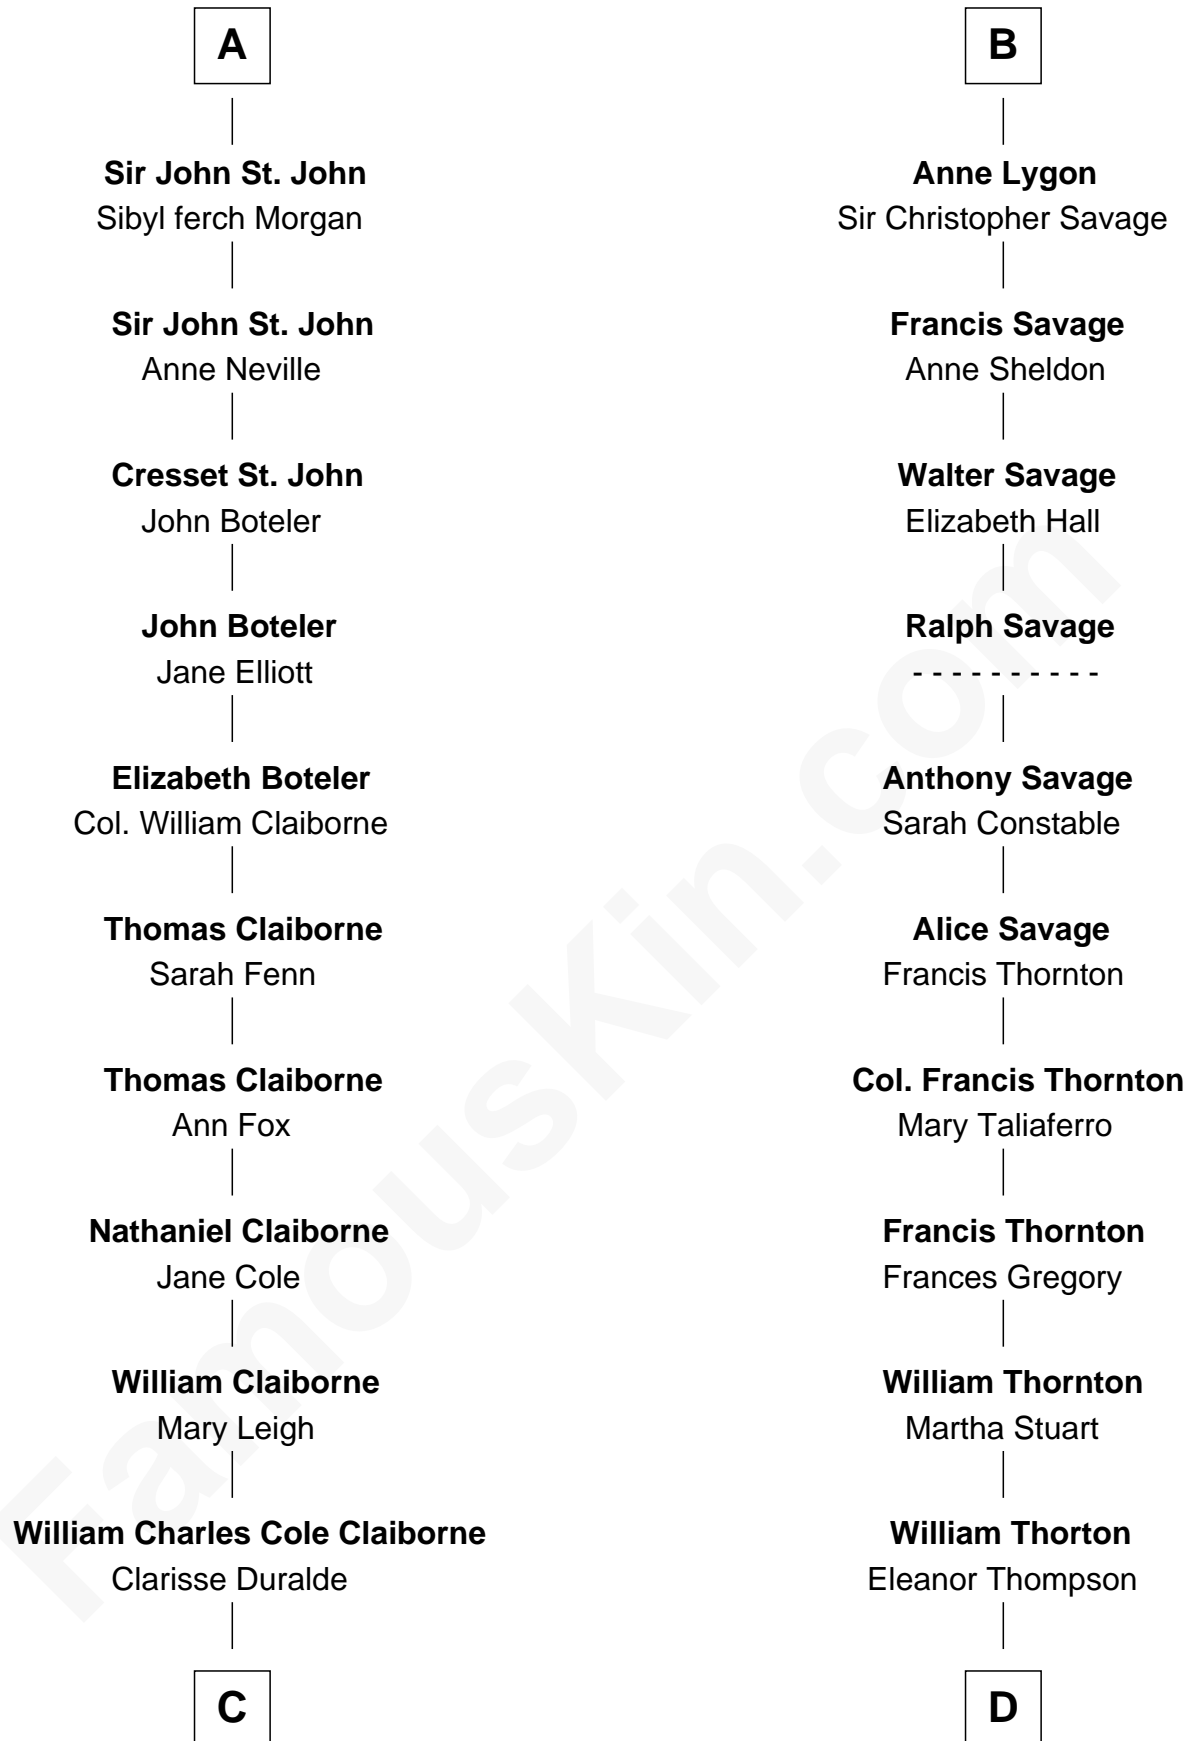 A
Sir John St. John
Sibyl ferch Morgan
Sir John St. John
Anne Neville
Cresset St. John
John Boteler
John Boteler
Jane Elliott
Elizabeth Boteler
Col. William Claiborne
Thomas Claiborne
Sarah Fenn
Thomas Claiborne
Ann Fox
Nathaniel Claiborne
Jane Cole
William Claiborne
Mary Leigh
William Charles Cole Claiborne
Clarisse Duralde
C
B
Anne Lygon
Sir Christopher Savage
Francis Savage
Anne Sheldon
Walter Savage
Elizabeth Hall
Ralph Savage
- - - - - - - - - -
Anthony Savage
Sarah Constable
Alice Savage
Francis Thornton
Col. Francis Thornton
Mary Taliaferro
Francis Thornton
Frances Gregory
William Thornton
Martha Stuart
William Thorton
Eleanor Thompson
D
FamousKin.com